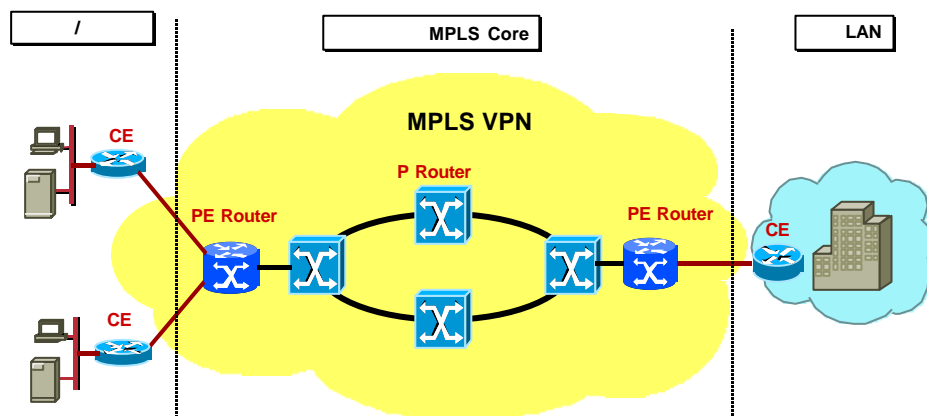 /
MPLS Core
LAN
MPLS VPN
CE
P Router
PE Router
PE Router
CE
CE